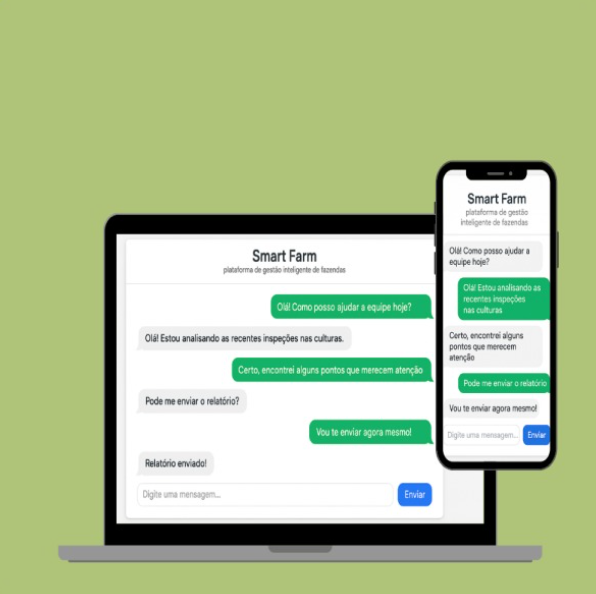 Smart Farm
plataforma de gestão inteligente de fazendas
Olá! Como posso ajudar a equipe hoje?
Olá! Estou analisando as recentes inspeções nas culturas.
Certo, encontrei alguns pontos que merecem atenção
Pode me enviar o relatório?
Vou te enviar agora mesmo!
Relatório enviado!
Digite uma mensagem...
Enviar
Smart Farm
plataforma de gestão
inteligente de fazendas
Olá! Como posso ajudar a
equipe hoje?
Olá! Estou analisando as
recentes inspeções
nas culturas
Certo, encontrei alguns
pontos que merecem
atenção
Pode me enviar o relatório
Vou te enviar agora mesmo!
Digite uma mensagem...
Enviar